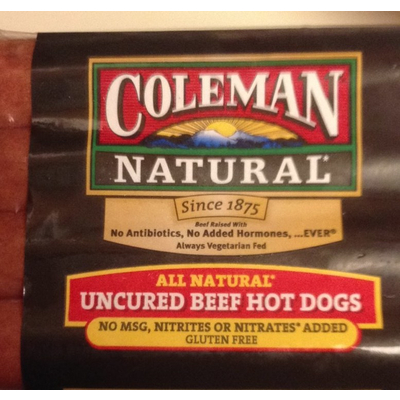 COLEMAN
NATURAL®
Since 1875
Beef Raised With
No Antibiotics, No Added Hormones, ...EVER®
Always Vegetarian Fed
ALL NATURAL*
UNCURED BEEF HOT DOGS
NO MSG, NITRITES OR NITRATES* ADDED
GLUTEN FREE